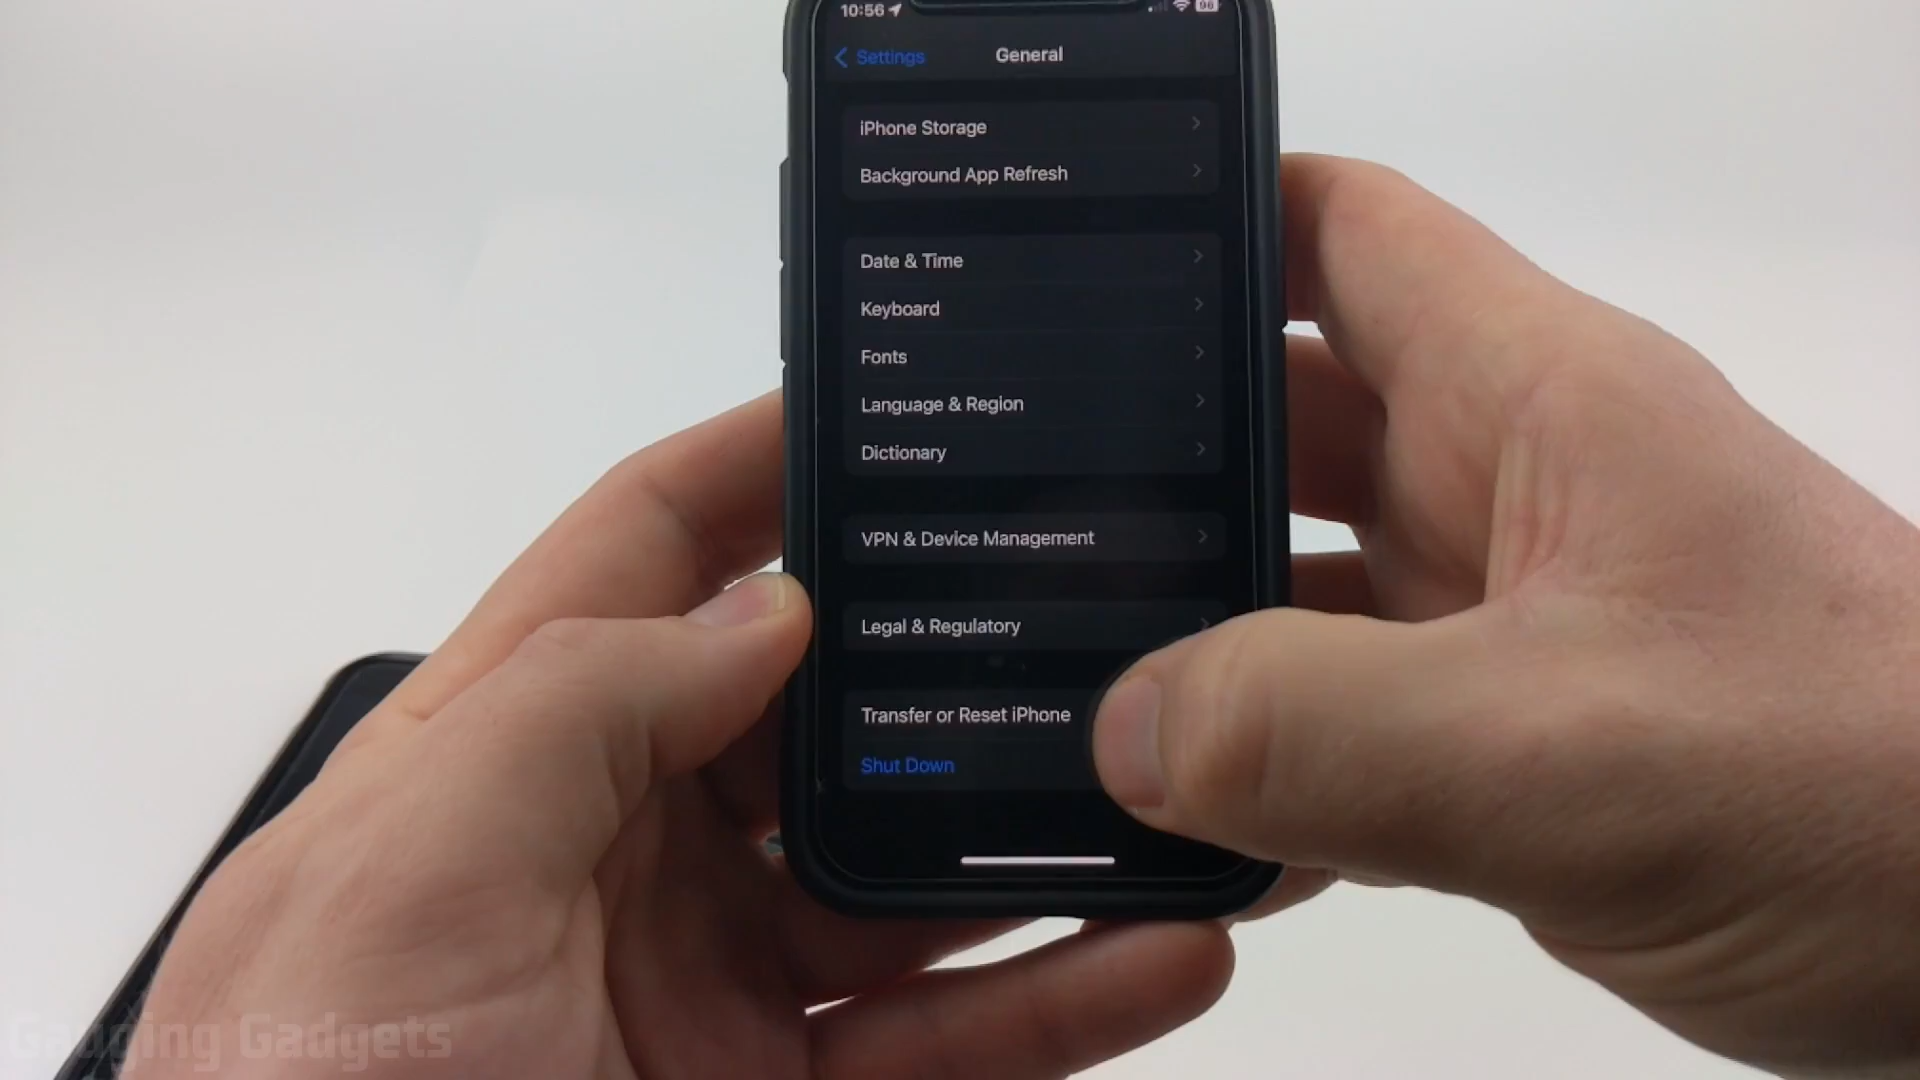 10:56
96
Settings
General
iPhone Storage
Background App Refresh
Date & Time
Keyboard
Fonts
Language & Region
Dictionary
VPN & Device Management
Legal & Regulatory
Transfer or Reset iPhone
Shut Down
Gauging Gadgets